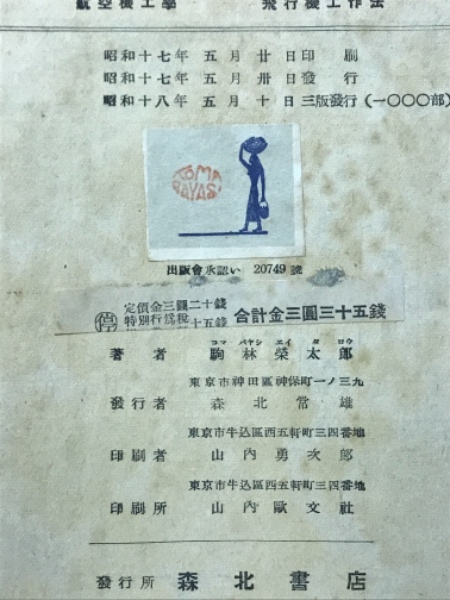 航空機工學　飛行機工作法
昭和十七年 五月廿日印刷
昭和十七年 五月卅日發行
昭和十八年 五月十日三版發行(一〇〇〇部)
KOMA
BAYASI
出版會承認い 20749 號
停 定價金三圓二十錢
特別行爲税 十五錢 合計金三圓三十五錢
コマ バヤシ エイ タ ロウ
著者 駒林榮太郎
東京市神田區神保町一ノ三九
發行者 森北常雄
東京市牛込區西五軒町三四番地
印刷者 山內勇次郎
東京市牛込區西五軒町三四番地
印刷所 山內歐文社
發行所 森北書店